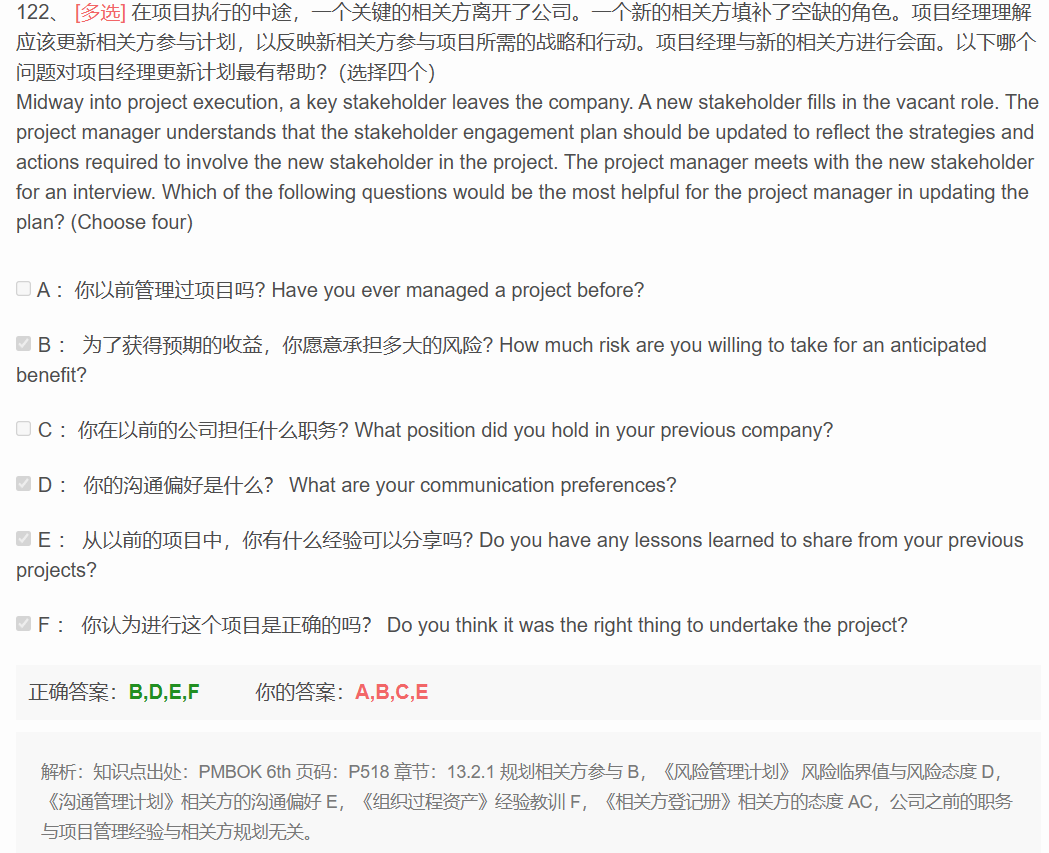 122、 [多选] 在项目执行的中途，一个关键的相关方离开了公司。一个新的相关方填补了空缺的角色。项目经理理解
应该更新相关方参与计划，以反映新相关方参与项目所需的战略和行动。项目经理与新的相关方进行会面。以下哪个
问题对项目经理更新计划最有帮助？(选择四个）
Midway into project execution, a key stakeholder leaves the company. A new stakeholder fills in the vacant role. The
project manager understands that the stakeholder engagement plan should be updated to reflect the strategies and
actions required to involve the new stakeholder in the project. The project manager meets with the new stakeholder
for an interview. Which of the following questions would be the most helpful for the project manager in updating the
plan? (Choose four)
A： 你以前管理过项目吗? Have you ever managed a project before?
B： 为了获得预期的收益，你愿意承担多大的风险? How much risk are you willing to take for an anticipated
benefit?
C： 你在以前的公司担任什么职务? What position did you hold in your previous company?
D： 你的沟通偏好是什么？ What are your communication preferences?
E： 从以前的项目中，你有什么经验可以分享吗? Do you have any lessons learned to share from your previous
projects?
F： 你认为进行这个项目是正确的吗？ Do you think it was the right thing to undertake the project?
正确答案：B,D,E,F 你的答案：A,B,C,E
解析：知识点出处：PMBOK 6th 页码：P518 章节：13.2.1 规划相关方参与 B，《风险管理计划》 风险临界值与风险态度 D，
《沟通管理计划》相关方的沟通偏好 E，《组织过程资产》经验教训 F，《相关方登记册》相关方的态度 AC，公司之前的职务
与项目管理经验与相关方规划无关。